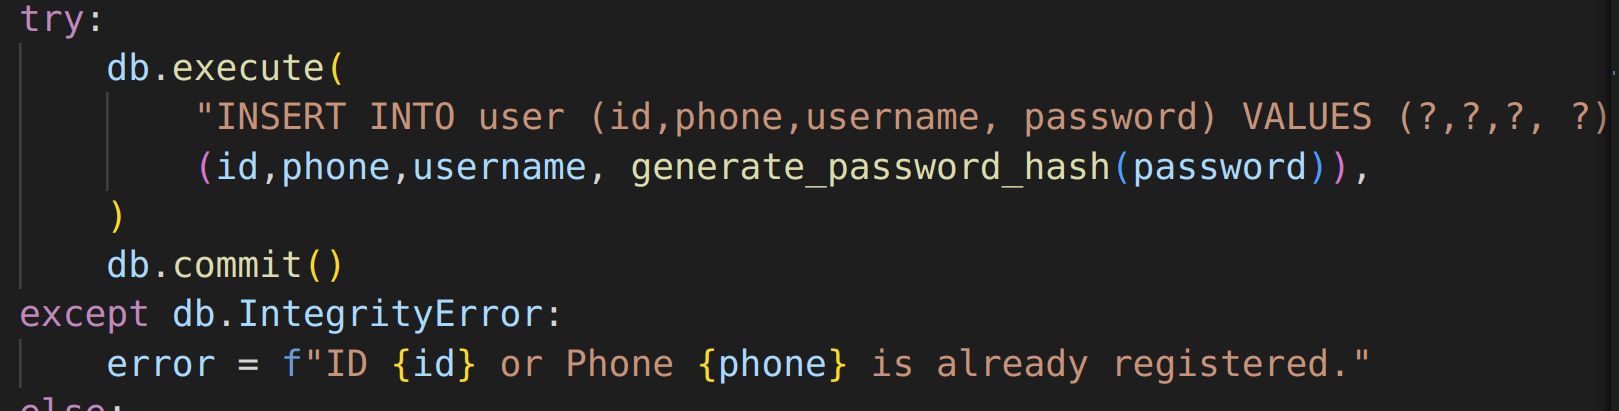 try:
db.execute(
"INSERT INTO user (id,phone,username, password) VALUES (?,?,?, ?)
(id,phone,username, generate_password_hash(password)),
)
db.commit()
except db.IntegrityError:
error = f"ID {id} or Phone {phone} is already registered."
else: